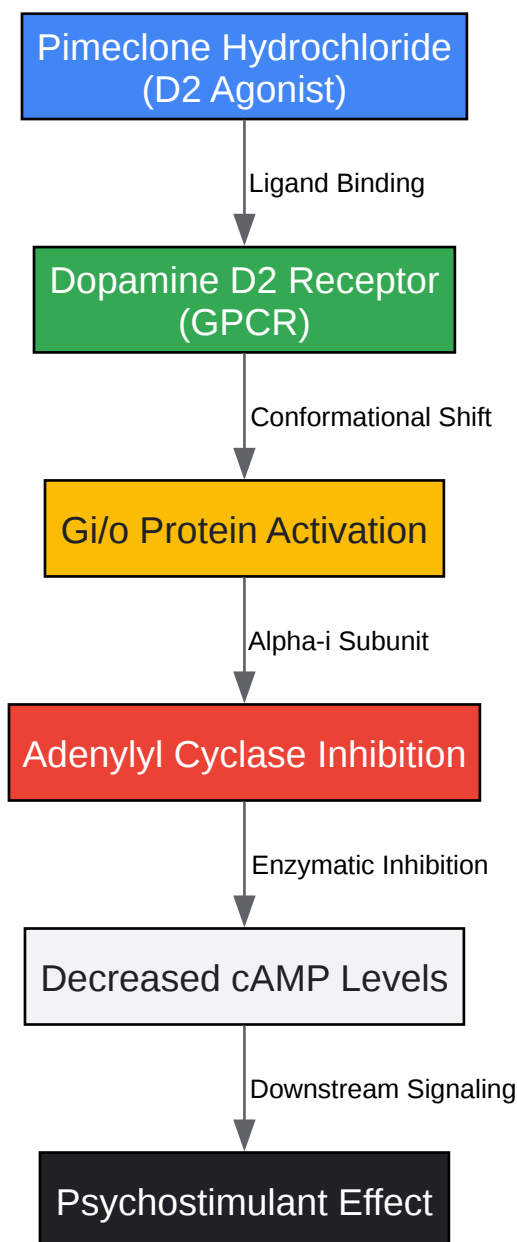 Pimeclone Hydrochloride
(D2 Agonist)
Ligand Binding
Dopamine D2 Receptor
(GPCR)
Conformational Shift
Gi/o Protein Activation
Alpha-i Subunit
Adenylyl Cyclase Inhibition
Enzymatic Inhibition
Decreased cAMP Levels
Downstream Signaling
Psychostimulant Effect